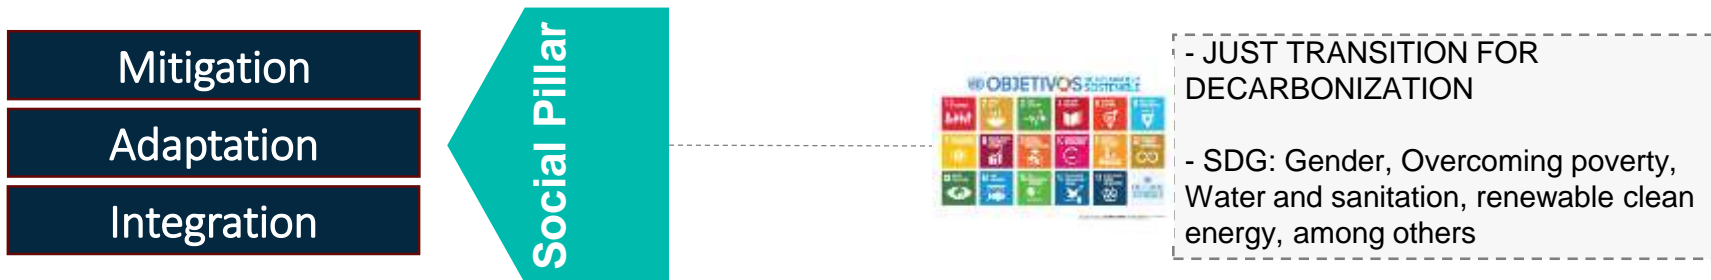 Mitigation
Adaptation
Integration
Social Pillar
OBJETIVOS
SOSTENIBLE
- JUST TRANSITION FOR
DECARBONIZATION
- SDG: Gender, Overcoming poverty,
Water and sanitation, renewable clean
energy, among others